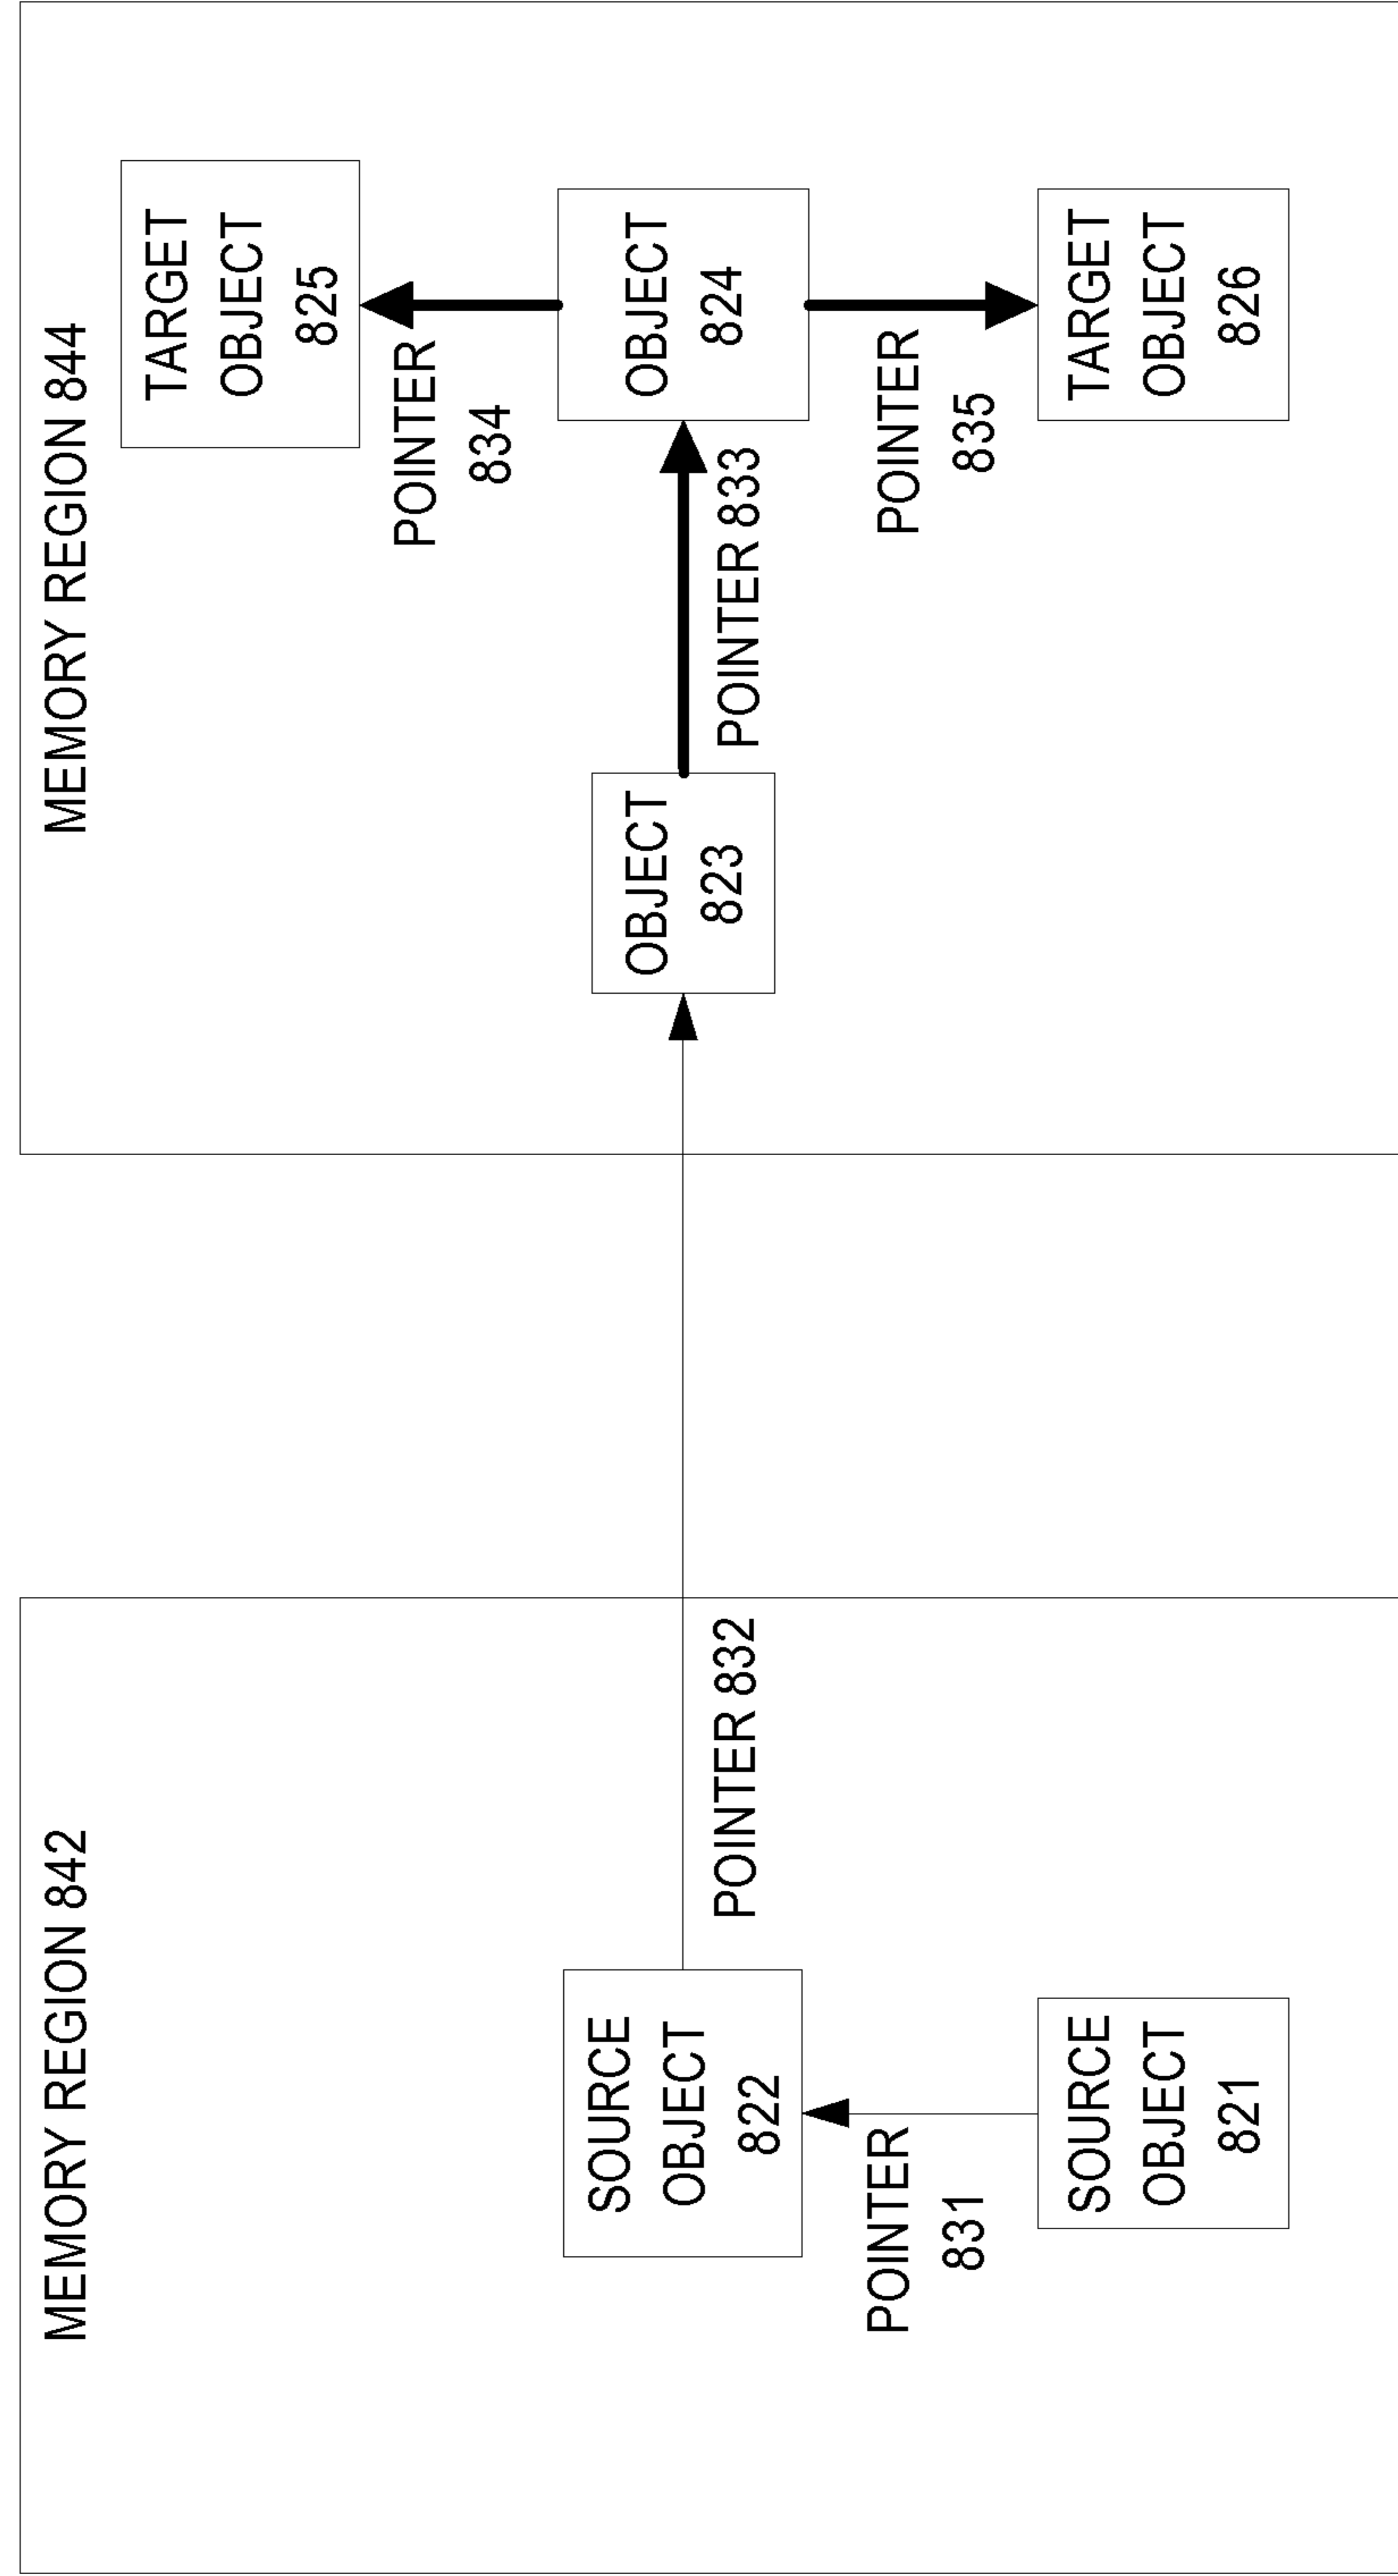 MEMORY REGION 842
SOURCE
OBJECT
822
POINTER 832
POINTER
831
SOURCE
OBJECT
821
MEMORY REGION 844
TARGET
OBJECT
825
POINTER
834
OBJECT
823
OBJECT
824
POINTER 833
POINTER
835
TARGET
OBJECT
826